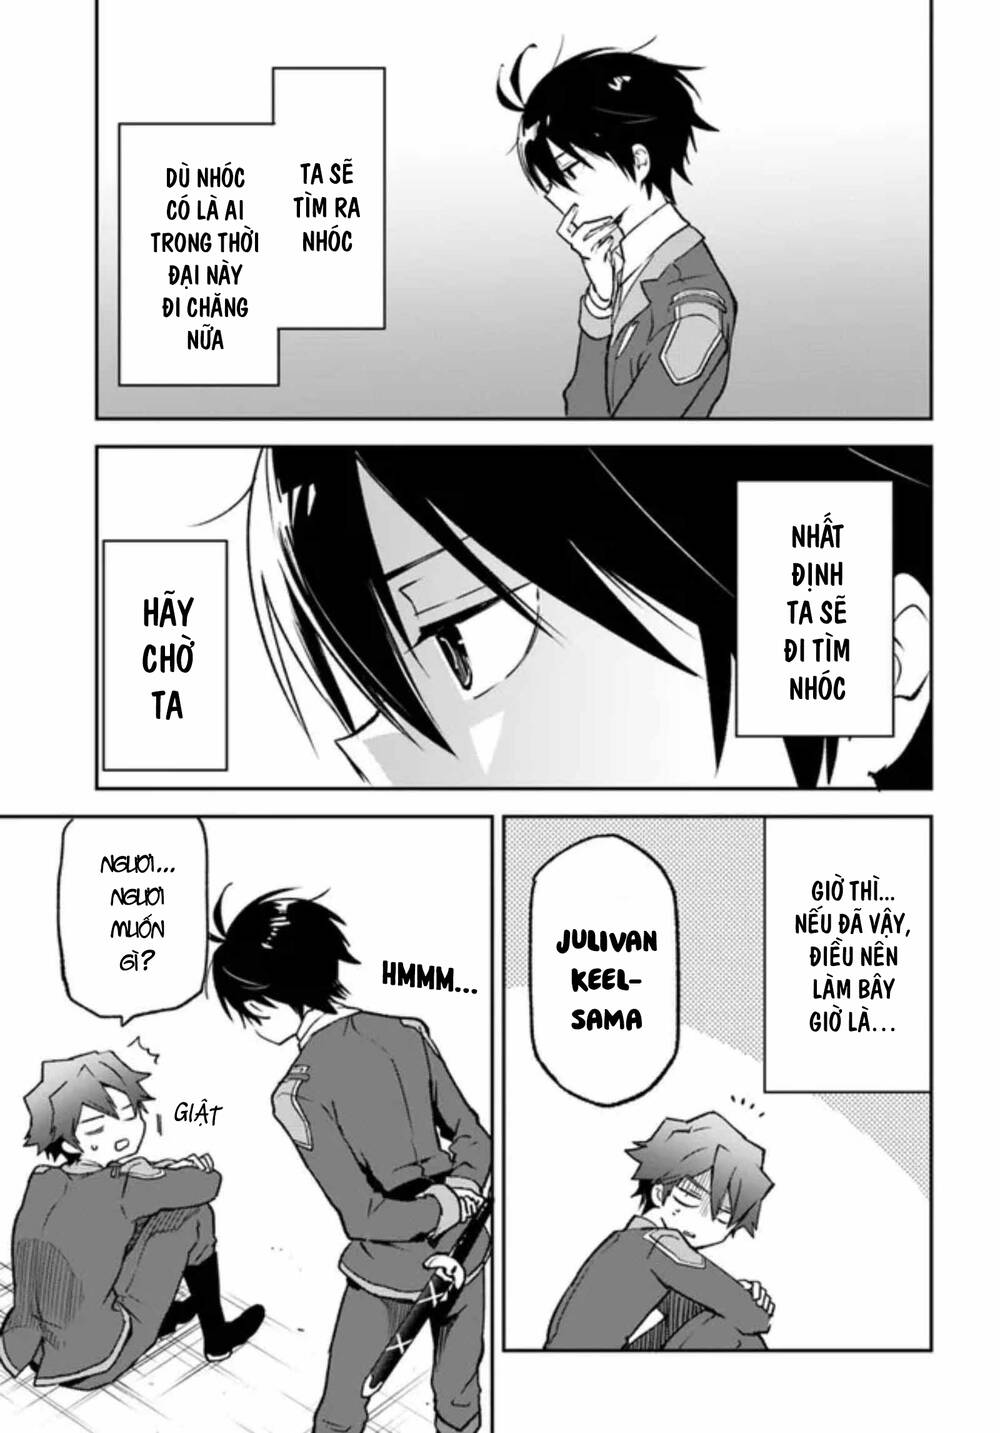 TA SẼ
TÌM RA
NHÓC
DÙ NHÓC
CÓ LÀ AI
TRONG THỜI
ĐẠI NÀY
ĐI CHĂNG
NỮA
NHẤT
ĐỊNH
TA SẼ
ĐI TÌM
NHÓC
HÃY
CHỜ
TA
GIỜ THÌ...
NẾU ĐÃ VẬY,
ĐIỀU NÊN
LÀM BÂY
GIỜ LÀ...
JULIVAN
KEEL-
SAMA
HMMM...
NGƯƠI...
NGƯƠI
MUỐN
GÌ?
GIẬT